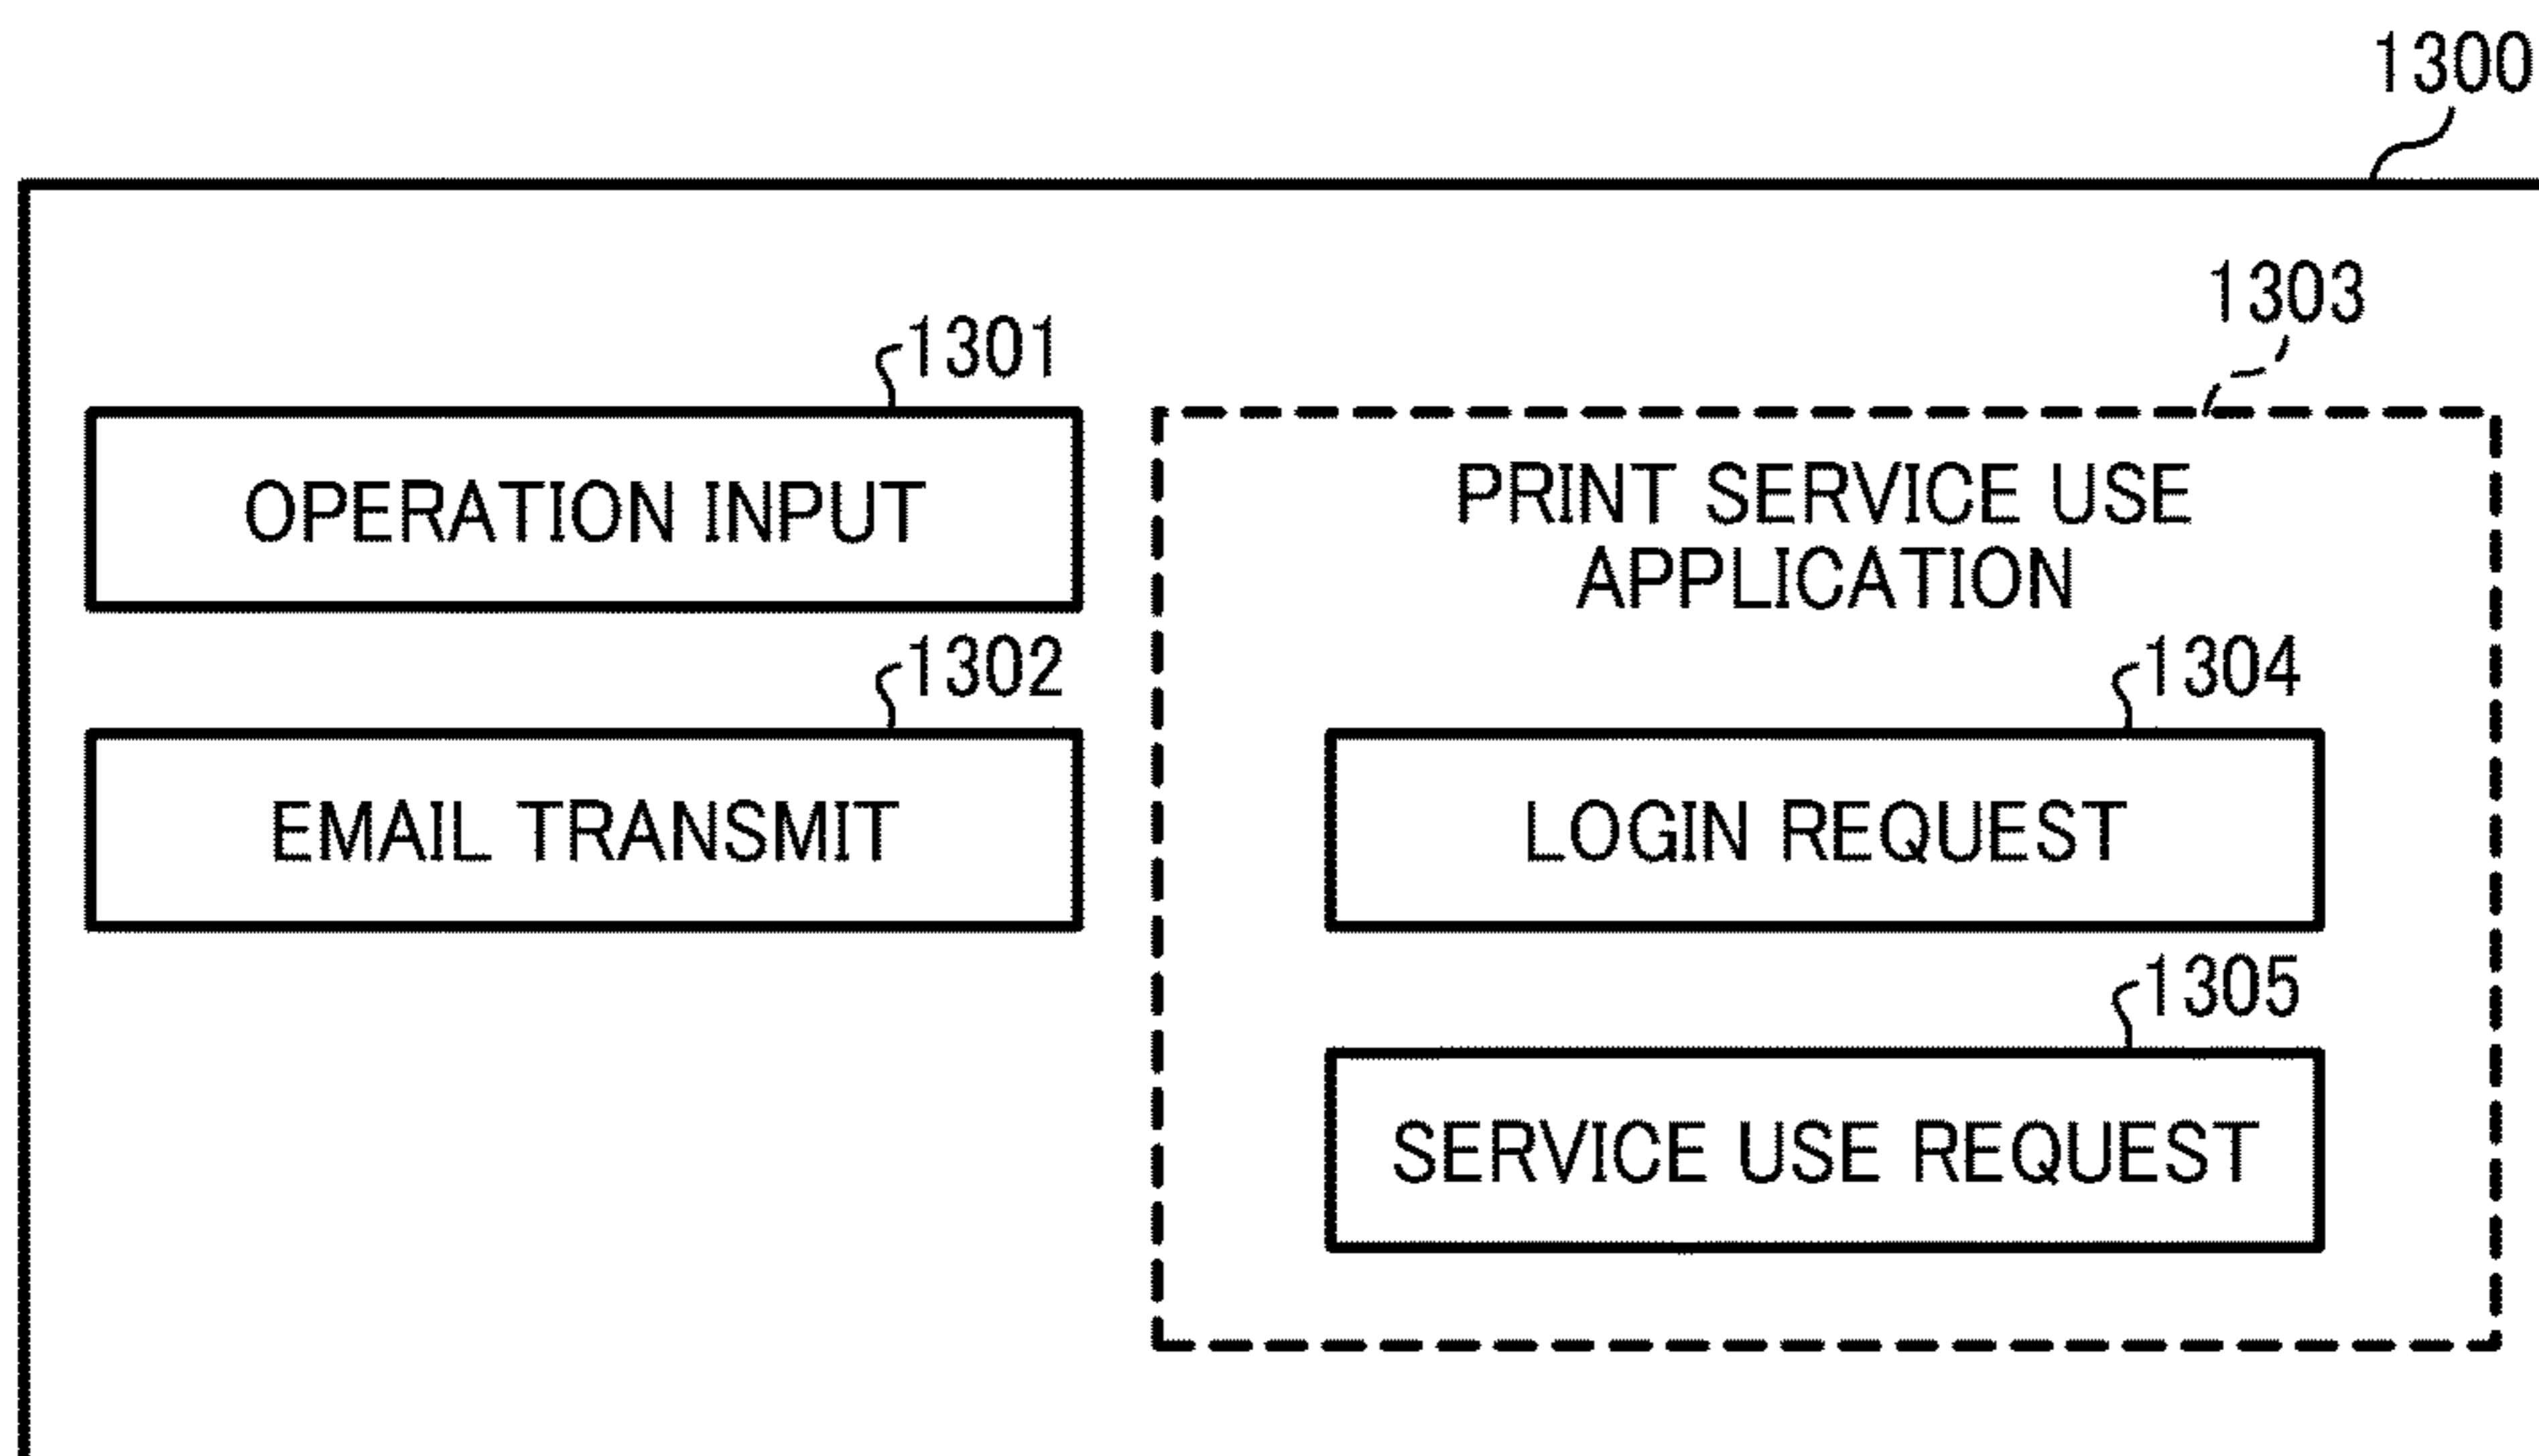 1300
1301
OPERATION INPUT
1302
EMAIL TRANSMIT
1303
PRINT SERVICE USE
APPLICATION
1304
LOGIN REQUEST
1305
SERVICE USE REQUEST